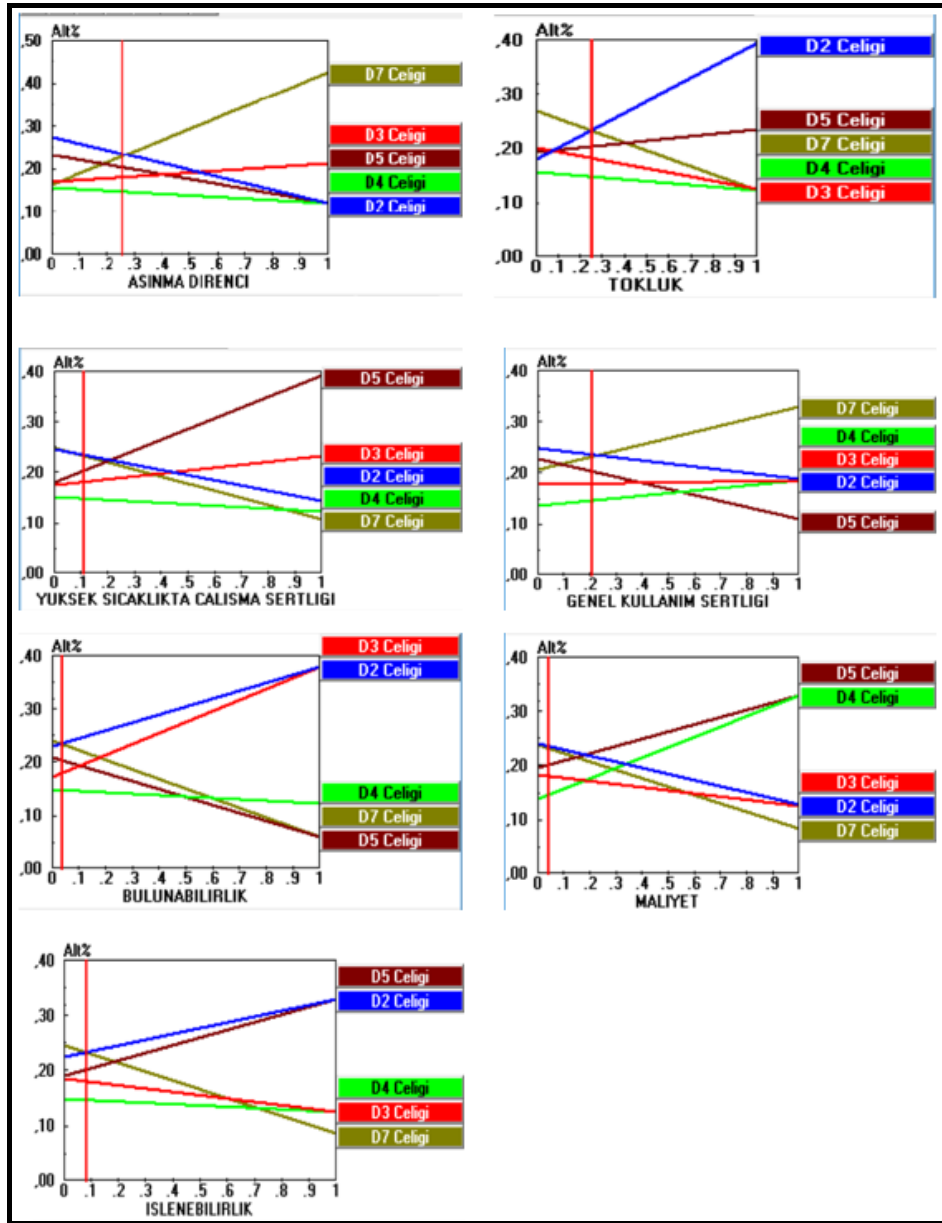 Alt%
,50
,40
,30
,20
,10
,00
0 .1 .2 .3 .4 .5 .6 .7 .8 .9 1
ASINMA DIRENCI
D7 Celigi
D3 Celigi
D5 Celigi
D4 Celigi
D2 Celigi
Alt%
,40
,30
,20
,10
,00
0 .1 .2 .3 .4 .5 .6 .7 .8 .9 1
TOKLUK
D2 Celigi
D5 Celigi
D7 Celigi
D4 Celigi
D3 Celigi
Alt%
,40
,30
,20
,10
,00
0 .1 .2 .3 .4 .5 .6 .7 .8 .9 1
YUKSEK SICAKLIKTA CALISMA SERTLIGI
D5 Celigi
D3 Celigi
D2 Celigi
D4 Celigi
D7 Celigi
Alt%
,40
,30
,20
,10
,00
0 .1 .2 .3 .4 .5 .6 .7 .8 .9 1
GENEL KULLANIM SERTLIGI
D7 Celigi
D4 Celigi
D3 Celigi
D2 Celigi
D5 Celigi
Alt%
,40
,30
,20
,10
,00
0 .1 .2 .3 .4 .5 .6 .7 .8 .9 1
BULUNABILIRLIK
D3 Celigi
D2 Celigi
D4 Celigi
D7 Celigi
D5 Celigi
Alt%
,40
,30
,20
,10
,00
0 .1 .2 .3 .4 .5 .6 .7 .8 .9 1
MALIYET
D5 Celigi
D4 Celigi
D3 Celigi
D2 Celigi
D7 Celigi
Alt%
,40
,30
,20
,10
,00
0 .1 .2 .3 .4 .5 .6 .7 .8 .9 1
ISLENEBILIRLIK
D5 Celigi
D2 Celigi
D4 Celigi
D3 Celigi
D7 Celigi